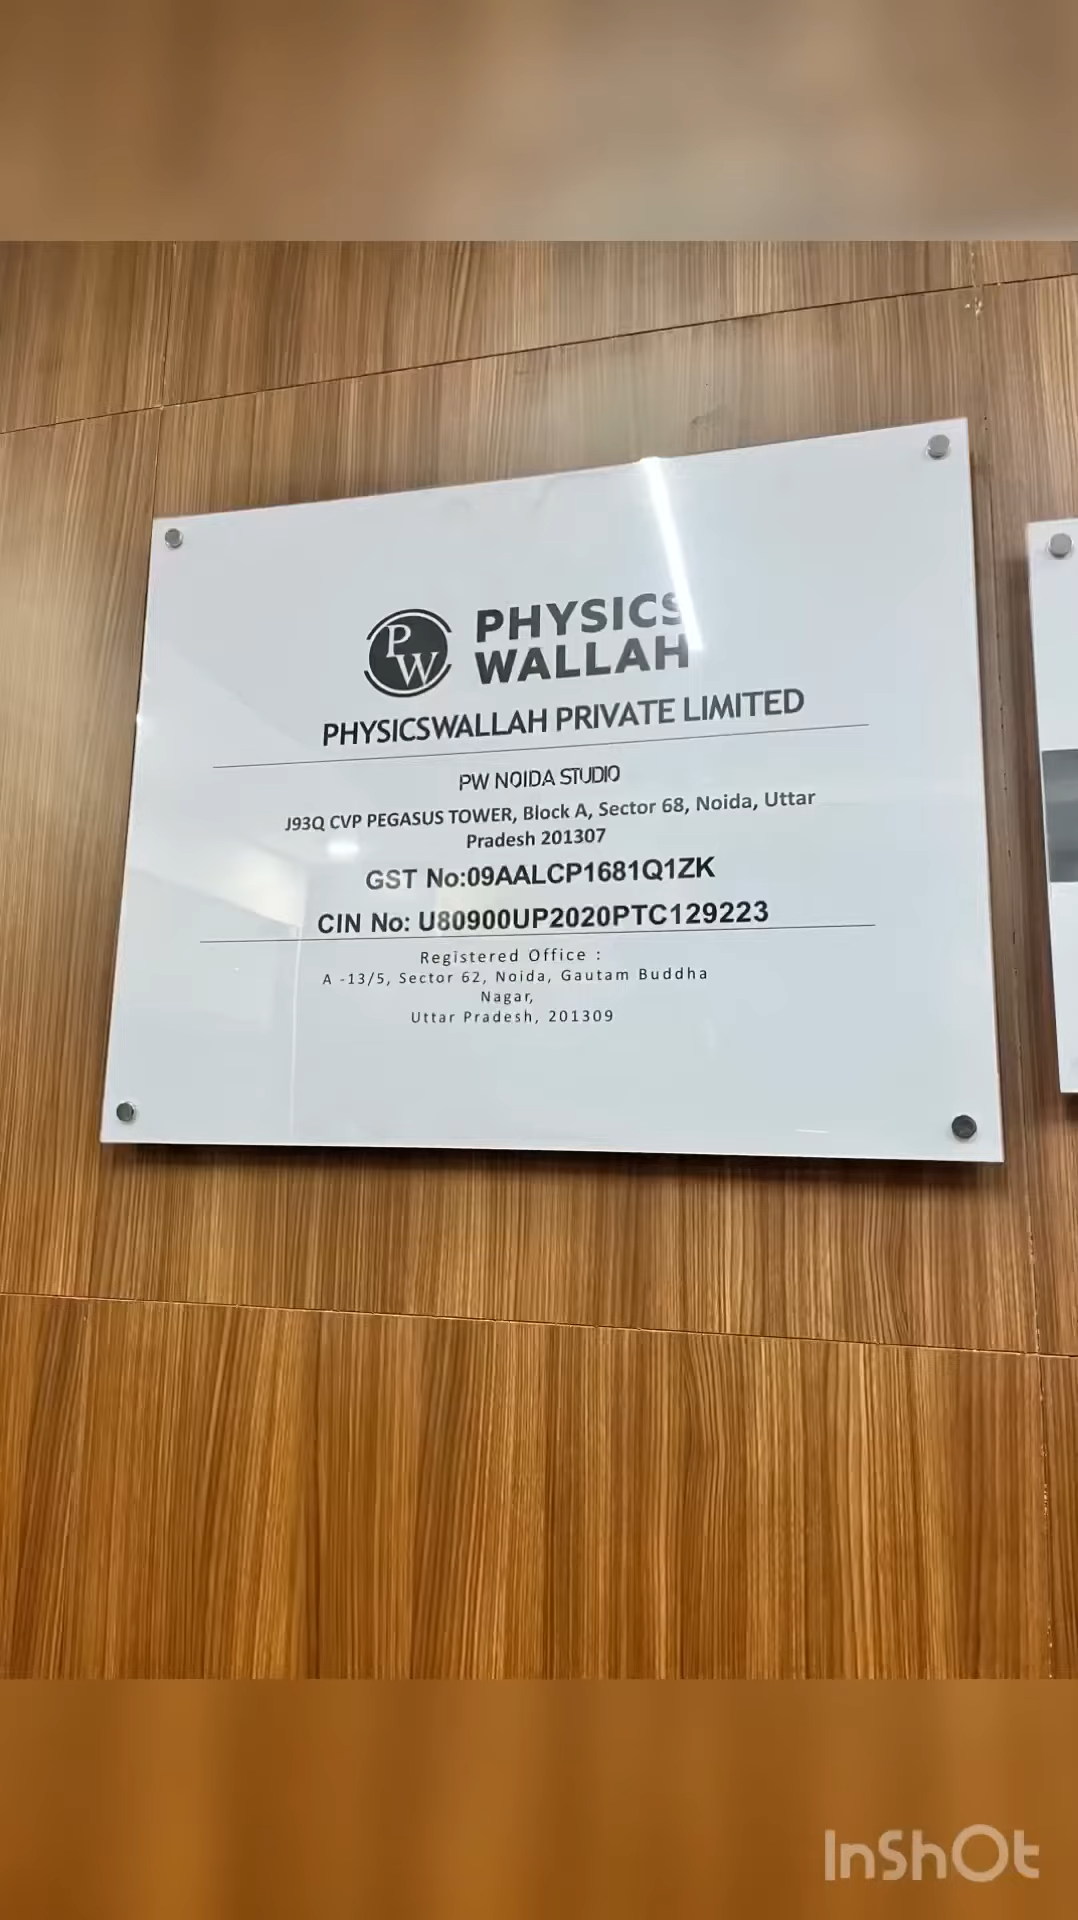 PW
PHYSICS
WALLAH
PHYSICSWALLAH PRIVATE LIMITED
PW NOIDA STUDIO
J93Q CVP PEGASUS TOWER, Block A, Sector 68, Noida, Uttar
Pradesh 201307
GST No:09AALCP1681Q1ZK
CIN No: U80900UP2020PTC129223
Registered Office :
A -13/5, Sector 62, Noida, Gautam Buddha
Nagar,
Uttar Pradesh, 201309
InShOt